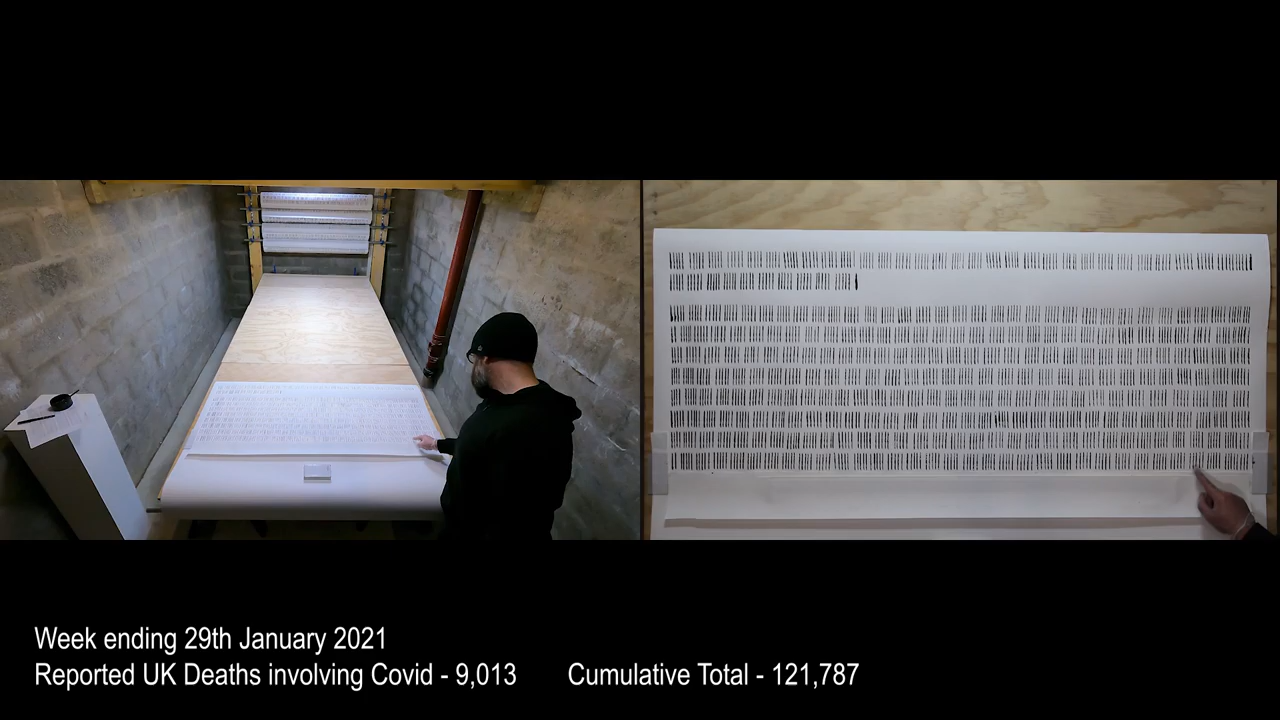 Week ending 29th January 2021
Reported UK Deaths involving Covid - 9,013 Cumulative Total - 121,787